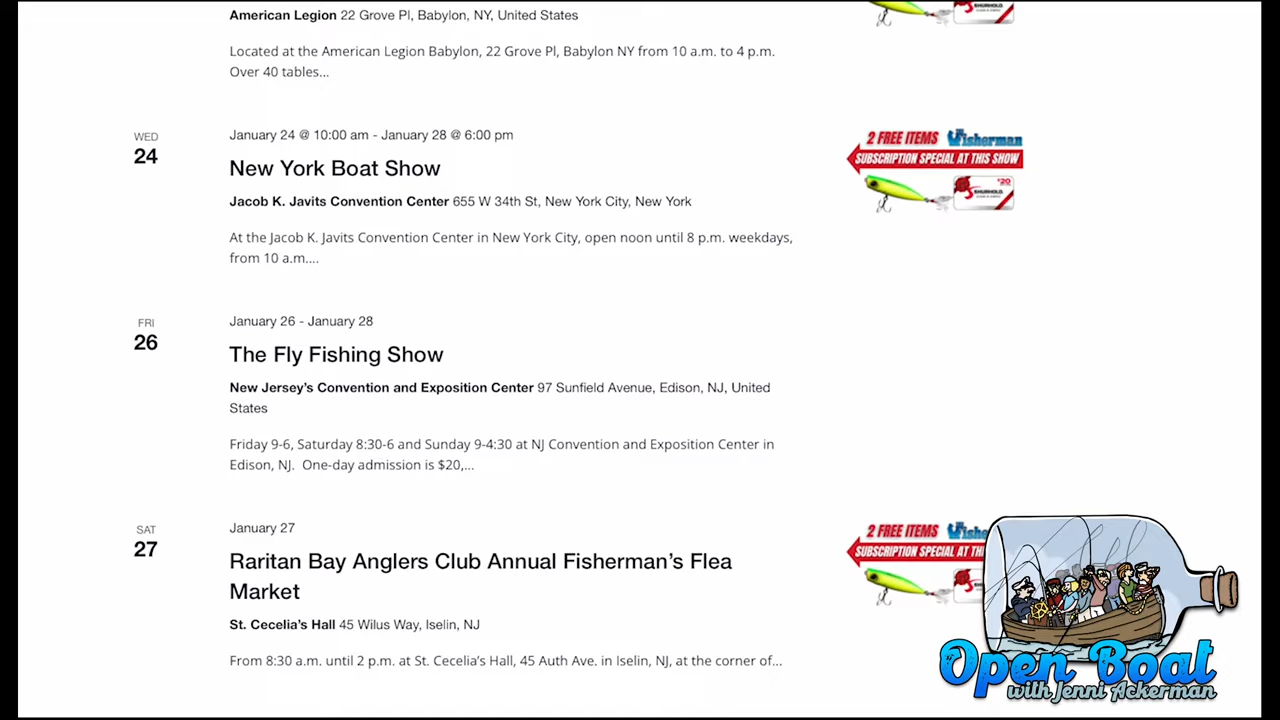 American Legion 22 Grove Pl, Babylon, NY, United States
Located at the American Legion Babylon, 22 Grove Pl, Babylon NY from 10 a.m. to 4 p.m.
Over 40 tables...
WED
24
January 24 @ 10:00 am - January 28 @ 6:00 pm
New York Boat Show
Jacob K. Javits Convention Center 655 W 34th St, New York City, New York
At the Jacob K. Javits Convention Center in New York City, open noon until 8 p.m. weekdays,
from 10 a.m....
2 FREE ITEMS Fisherman
SUBSCRIPTION SPECIAL AT THIS SHOW
$20
SHURHOLD
FRI
26
January 26 - January 28
The Fly Fishing Show
New Jersey's Convention and Exposition Center 97 Sunfield Avenue, Edison, NJ, United
States
Friday 9-6, Saturday 8:30-6 and Sunday 9-4:30 at NJ Convention and Exposition Center in
Edison, NJ.  One-day admission is $20,...
SAT
27
January 27
Raritan Bay Anglers Club Annual Fisherman's Flea
Market
St. Cecelia's Hall 45 Wilus Way, Iselin, NJ
From 8:30 a.m. until 2 p.m. at St. Cecelia's Hall, 45 Auth Ave. in Iselin, NJ, at the corner of...
2 FREE ITEMS
SUBSCRIPTION SPECIAL AT
Open Boat
with Jenni Ackerman